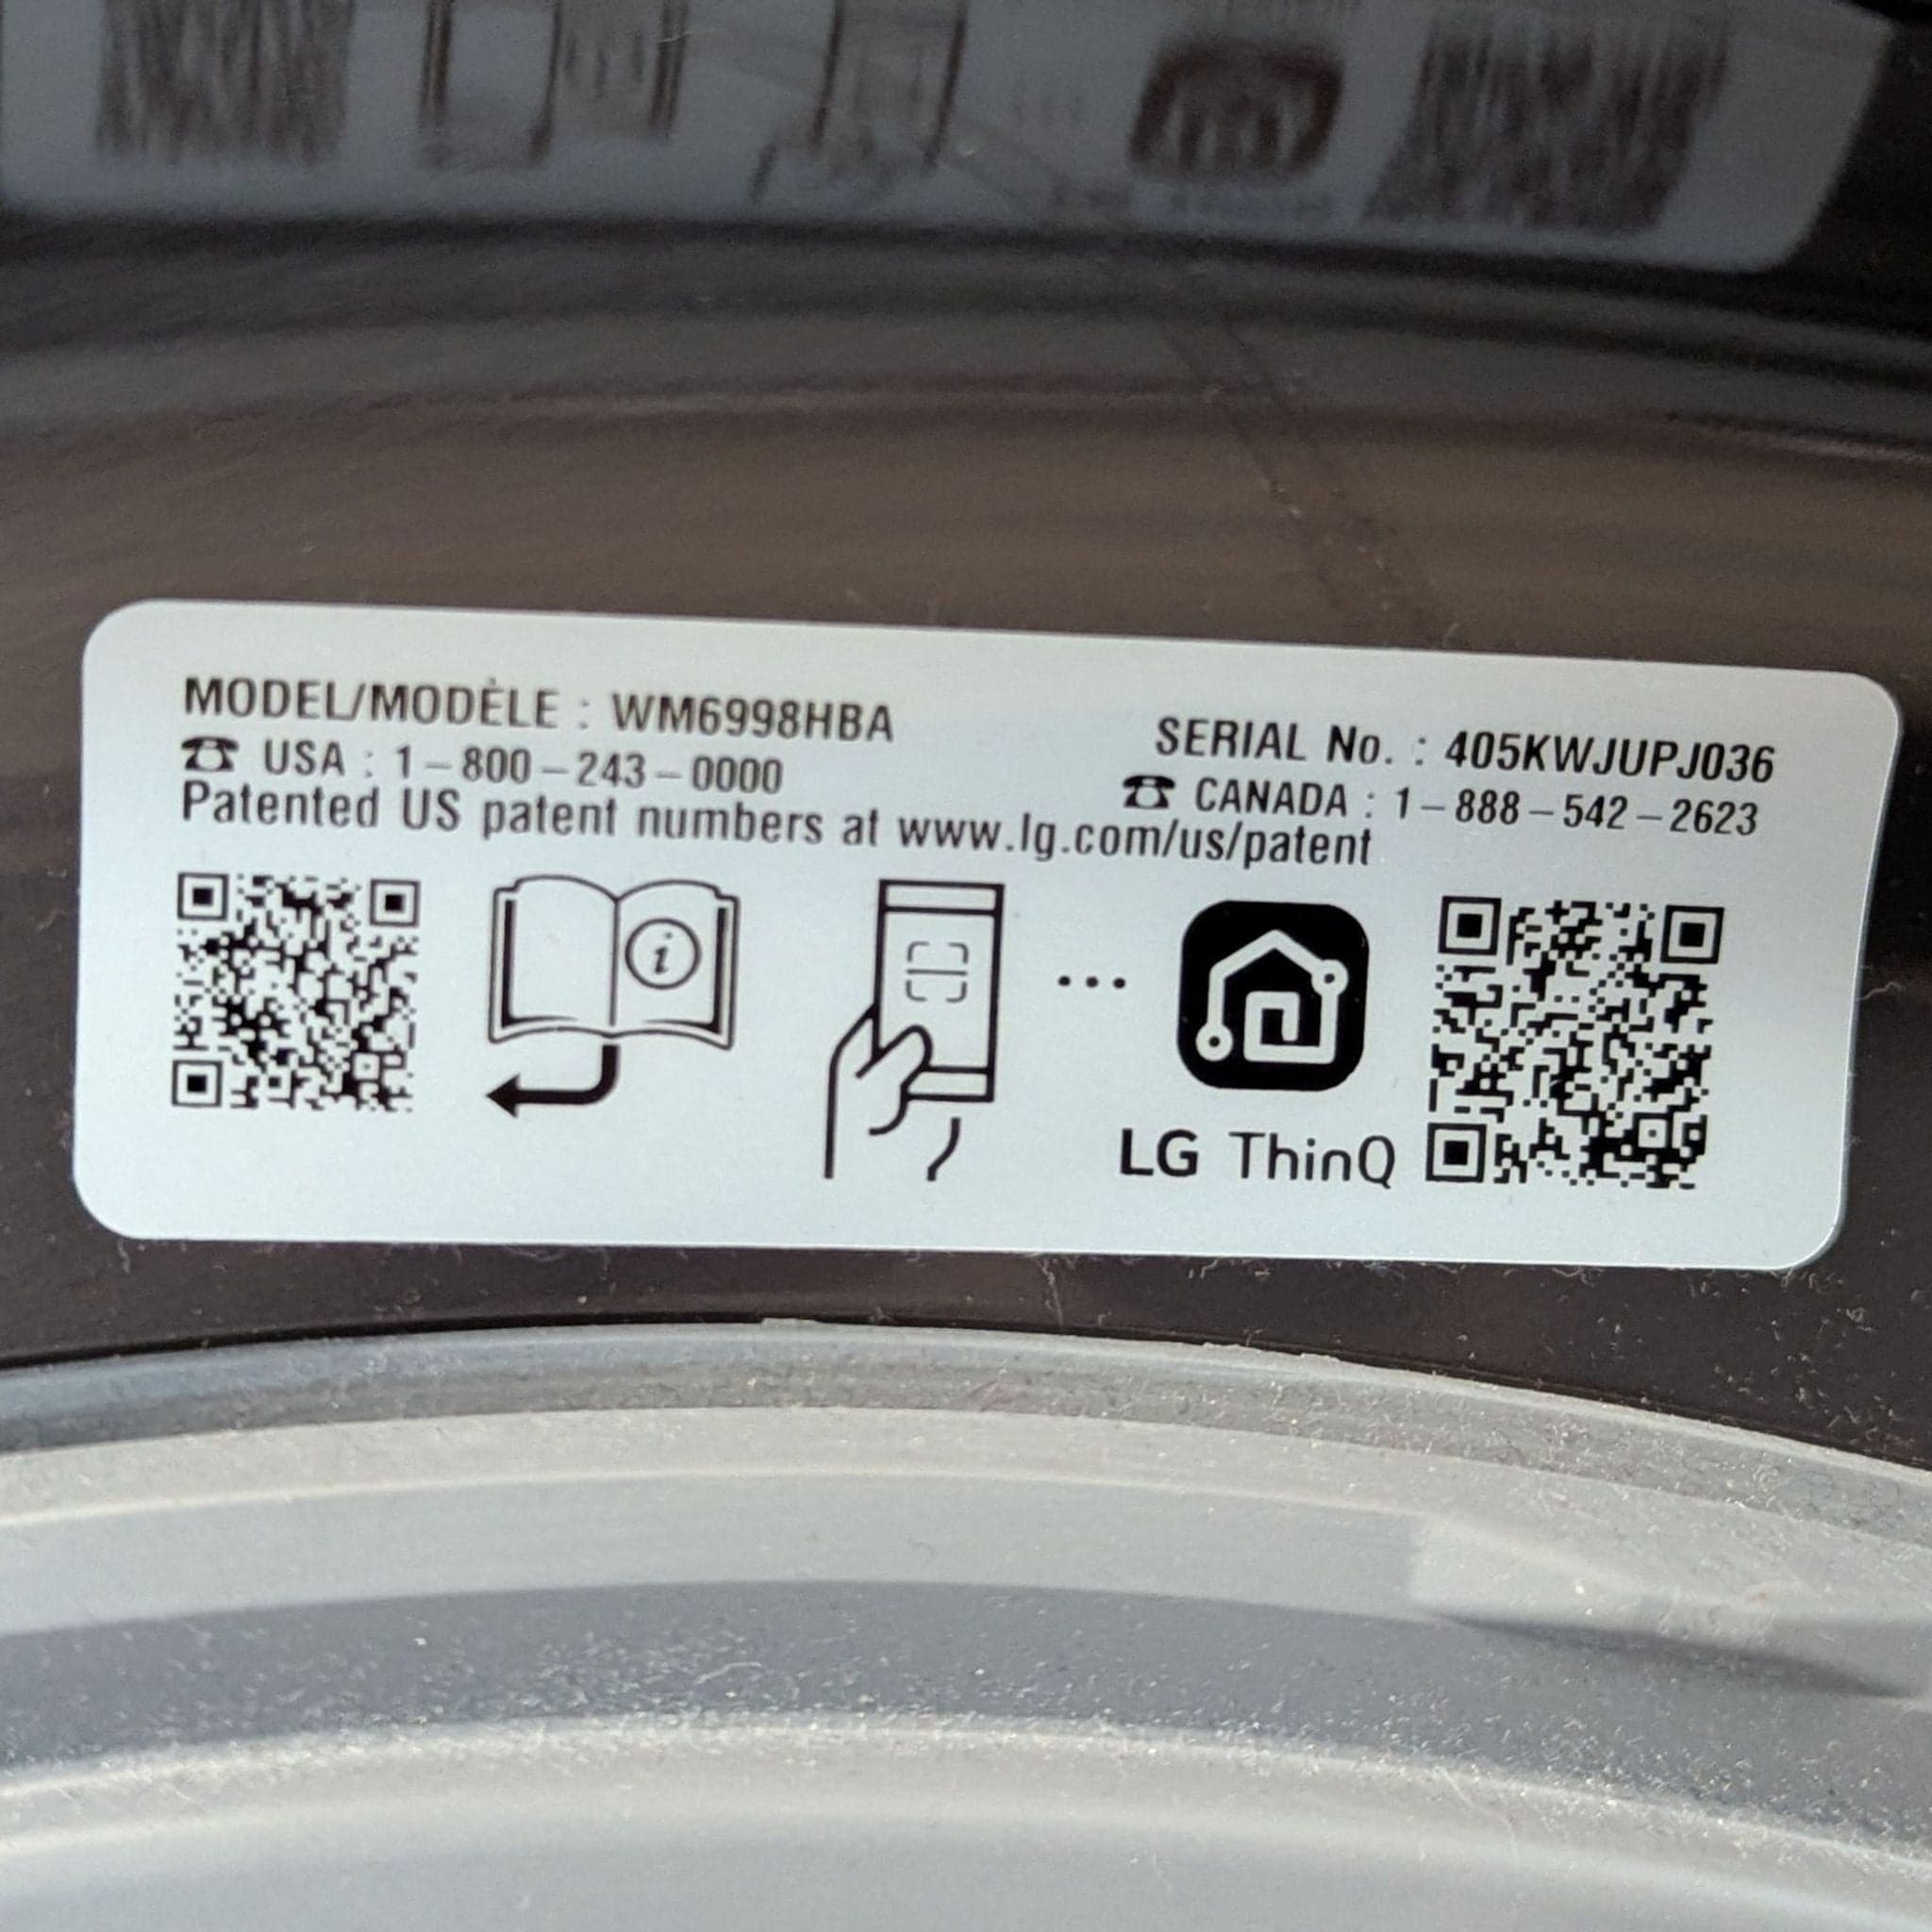 MODEL/MODÈLE : WM6998HBA
SERIAL No. : 405KWJUPJ036
☎ USA : 1-800-243-0000
☎ CANADA : 1-888-542-2623
Patented US patent numbers at www.lg.com/us/patent
i
...
LG ThinQ